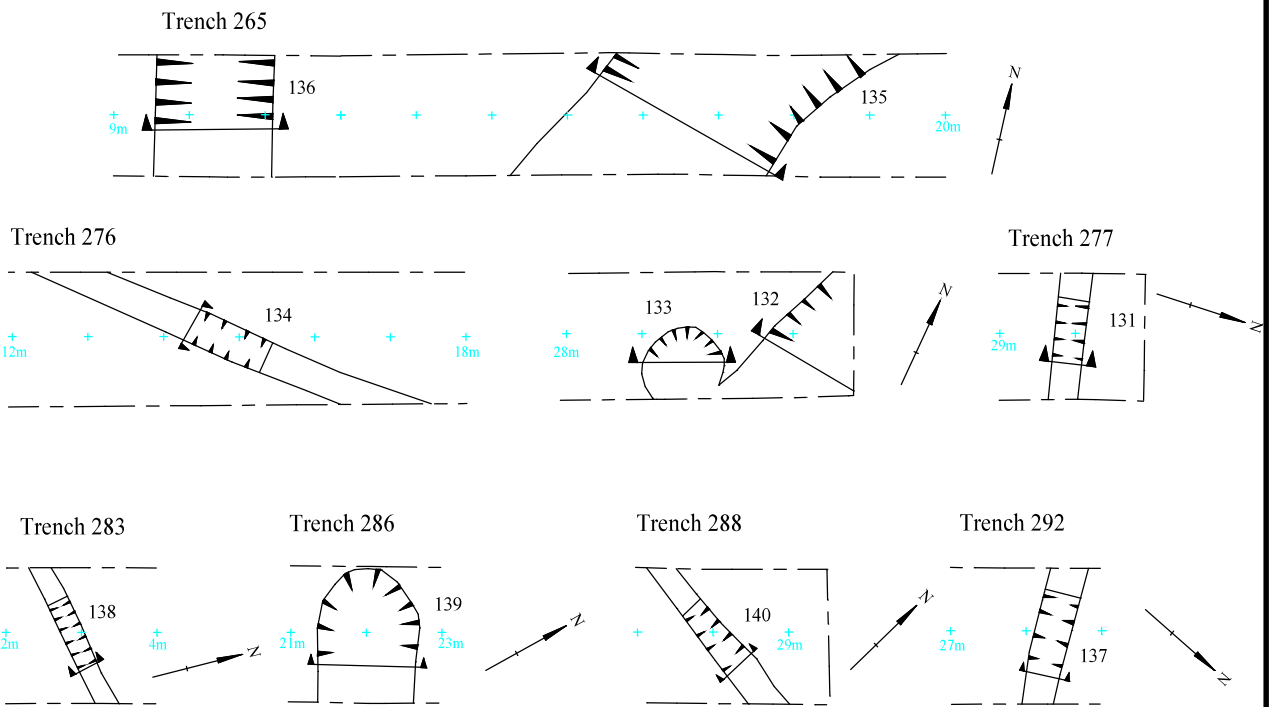 Trench 265
136
135
9m
20m
N
Trench 276
134
12m
18m
133
132
28m
N
Trench 277
131
29m
N
Trench 283
138
2m
4m
N
Trench 286
139
21m
23m
N
Trench 288
140
29m
N
Trench 292
137
27m
N